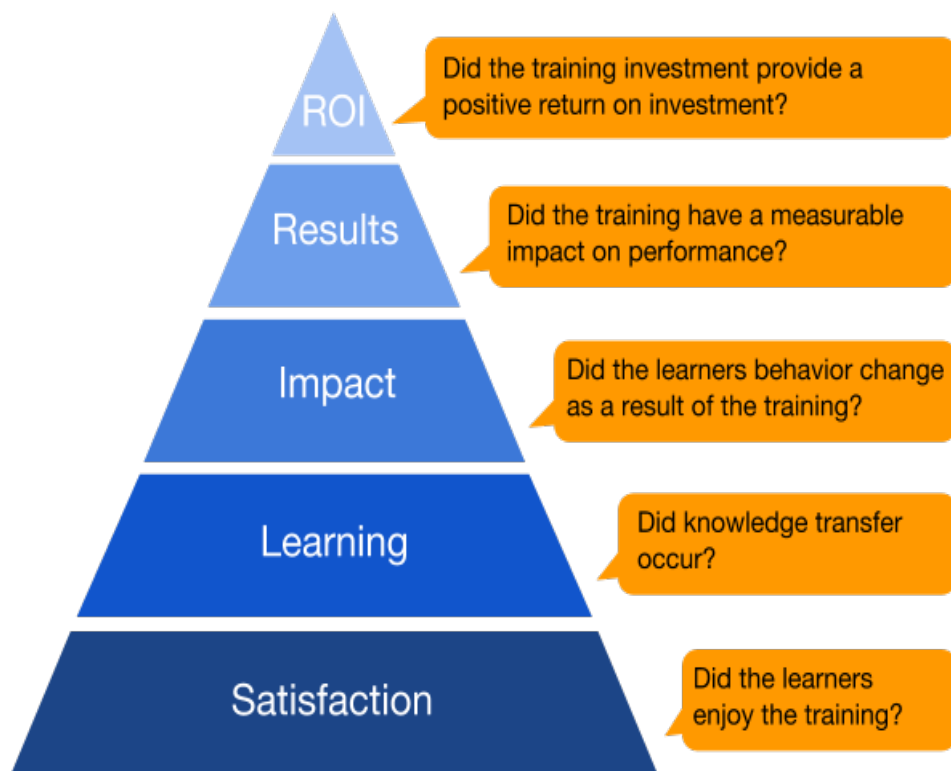 ROI
Did the training investment provide a
positive return on investment?
Results
Did the training have a measurable
impact on performance?
Impact
Did the learners behavior change
as a result of the training?
Learning
Did knowledge transfer
occur?
Satisfaction
Did the learners
enjoy the training?